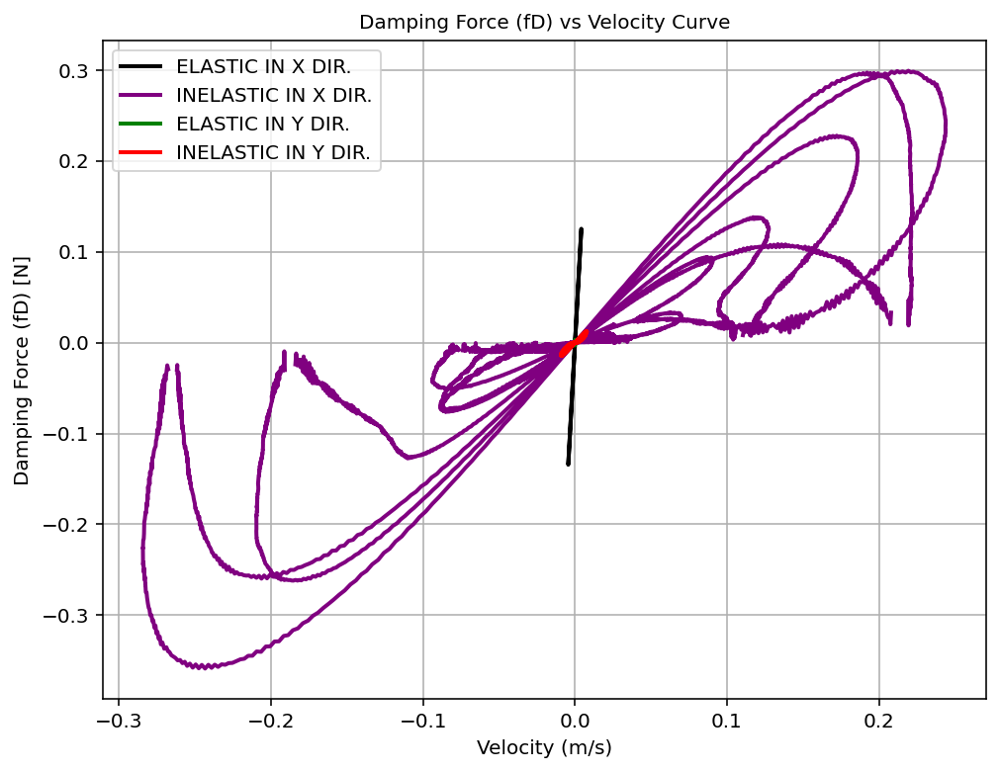 Damping Force (fD) vs Velocity Curve
ELASTIC IN X DIR.
INELASTIC IN X DIR.
ELASTIC IN Y DIR.
INELASTIC IN Y DIR.
Damping Force (fD) [N]
0.3
0.2
0.1
0.0
−0.1
−0.2
−0.3
−0.3
−0.2
−0.1
0.0
0.1
0.2
Velocity (m/s)